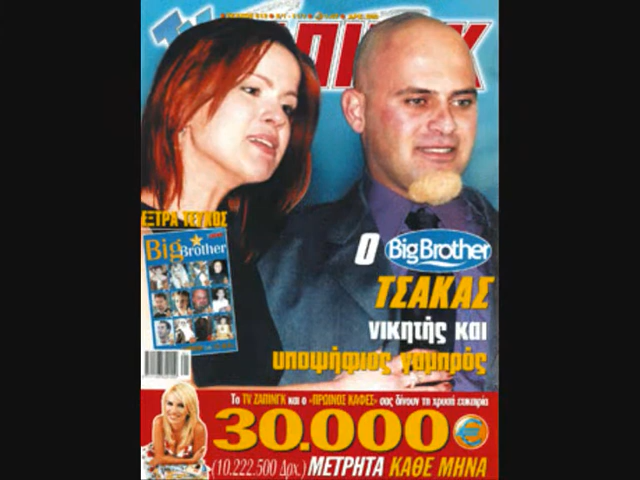 TV ΖΑΠΙΝΓΚ
ΕΞΤΡΑ ΤΕΥΧΟΣ
Big Brother
Ο Big Brother
ΤΣΑΚΑΣ
νικητής και
υποψήφιος γαμπρός
Το TV ΖΑΠΙΝΓΚ και ο «ΠΡΩΙΝΟΣ ΚΑΦΕΣ» σας δίνουν τη χρυσή ευκαιρία
30.000 €
(10.222.500 Δρχ.) ΜΕΤΡΗΤΑ ΚΑΘΕ ΜΗΝΑ